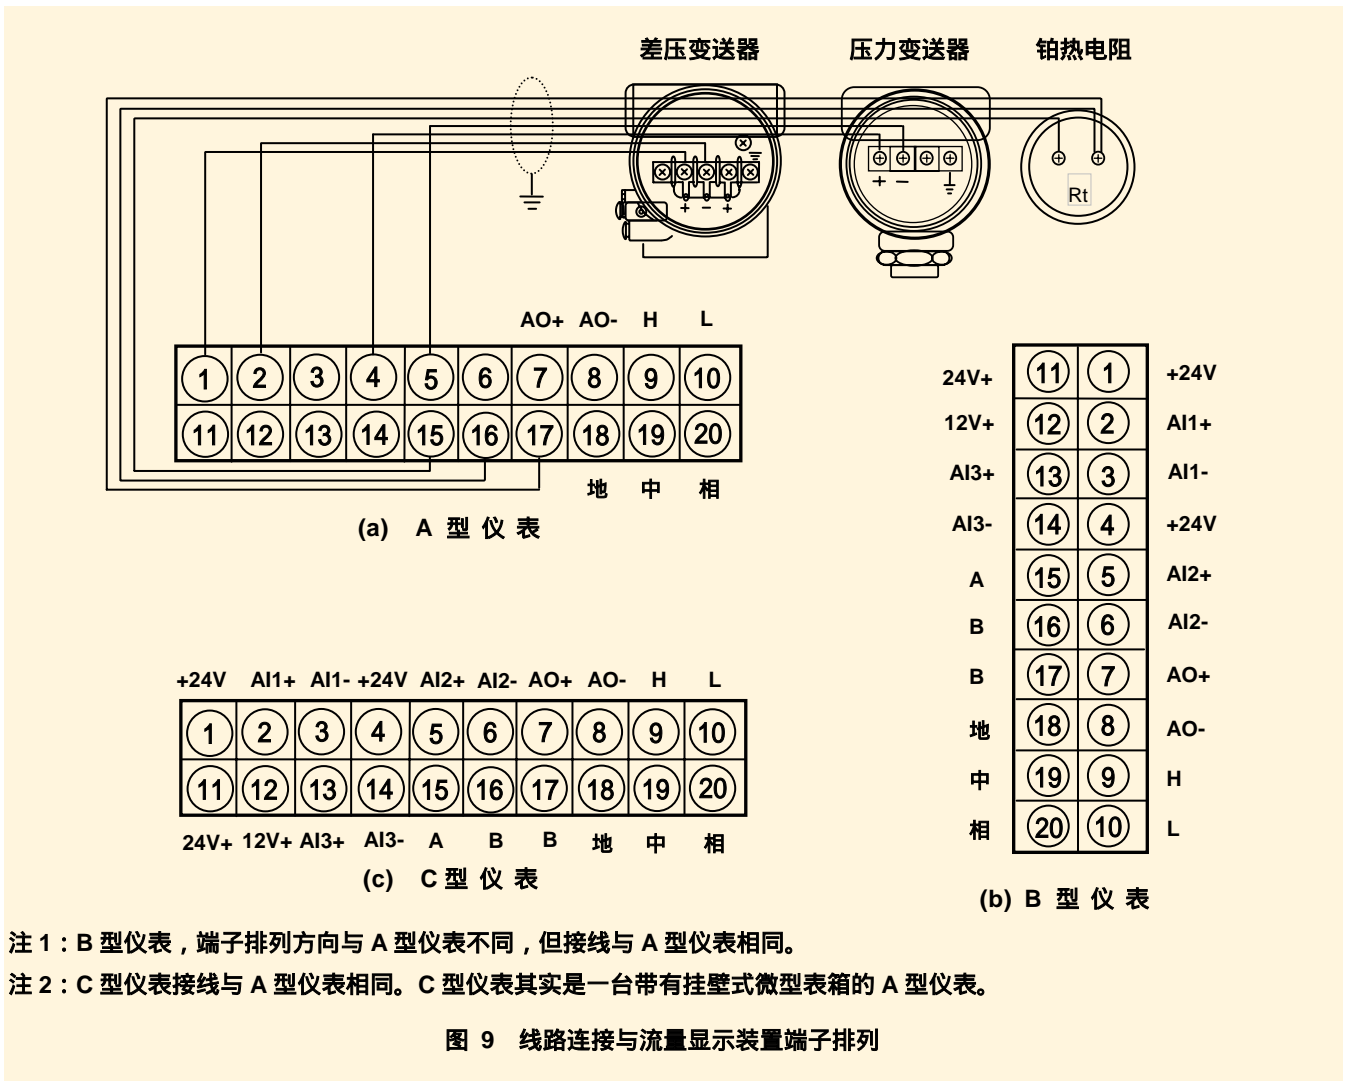 差压变送器 压力变送器 铂热电阻
+ − +
+ −
Rt
AO+ AO- H L
1 2 3 4 5 6 7 8 9 10
11 12 13 14 15 16 17 18 19 20
地 中 相
(a) A 型 仪 表
24V+ 11 1 +24V
12V+ 12 2 AI1+
AI3+ 13 3 AI1-
AI3- 14 4 +24V
A 15 5 AI2+
B 16 6 AI2-
B 17 7 AO+
地 18 8 AO-
中 19 9 H
相 20 10 L
(b) B 型 仪 表
+24V AI1+ AI1- +24V AI2+ AI2- AO+ AO- H L
1 2 3 4 5 6 7 8 9 10
11 12 13 14 15 16 17 18 19 20
24V+ 12V+ AI3+ AI3- A B B 地 中 相
(c) C 型 仪 表
注 1：B 型仪表，端子排列方向与 A 型仪表不同，但接线与 A 型仪表相同。
注 2：C 型仪表接线与 A 型仪表相同。C 型仪表其实是一台带有挂壁式微型表箱的 A 型仪表。
图 9 线路连接与流量显示装置端子排列